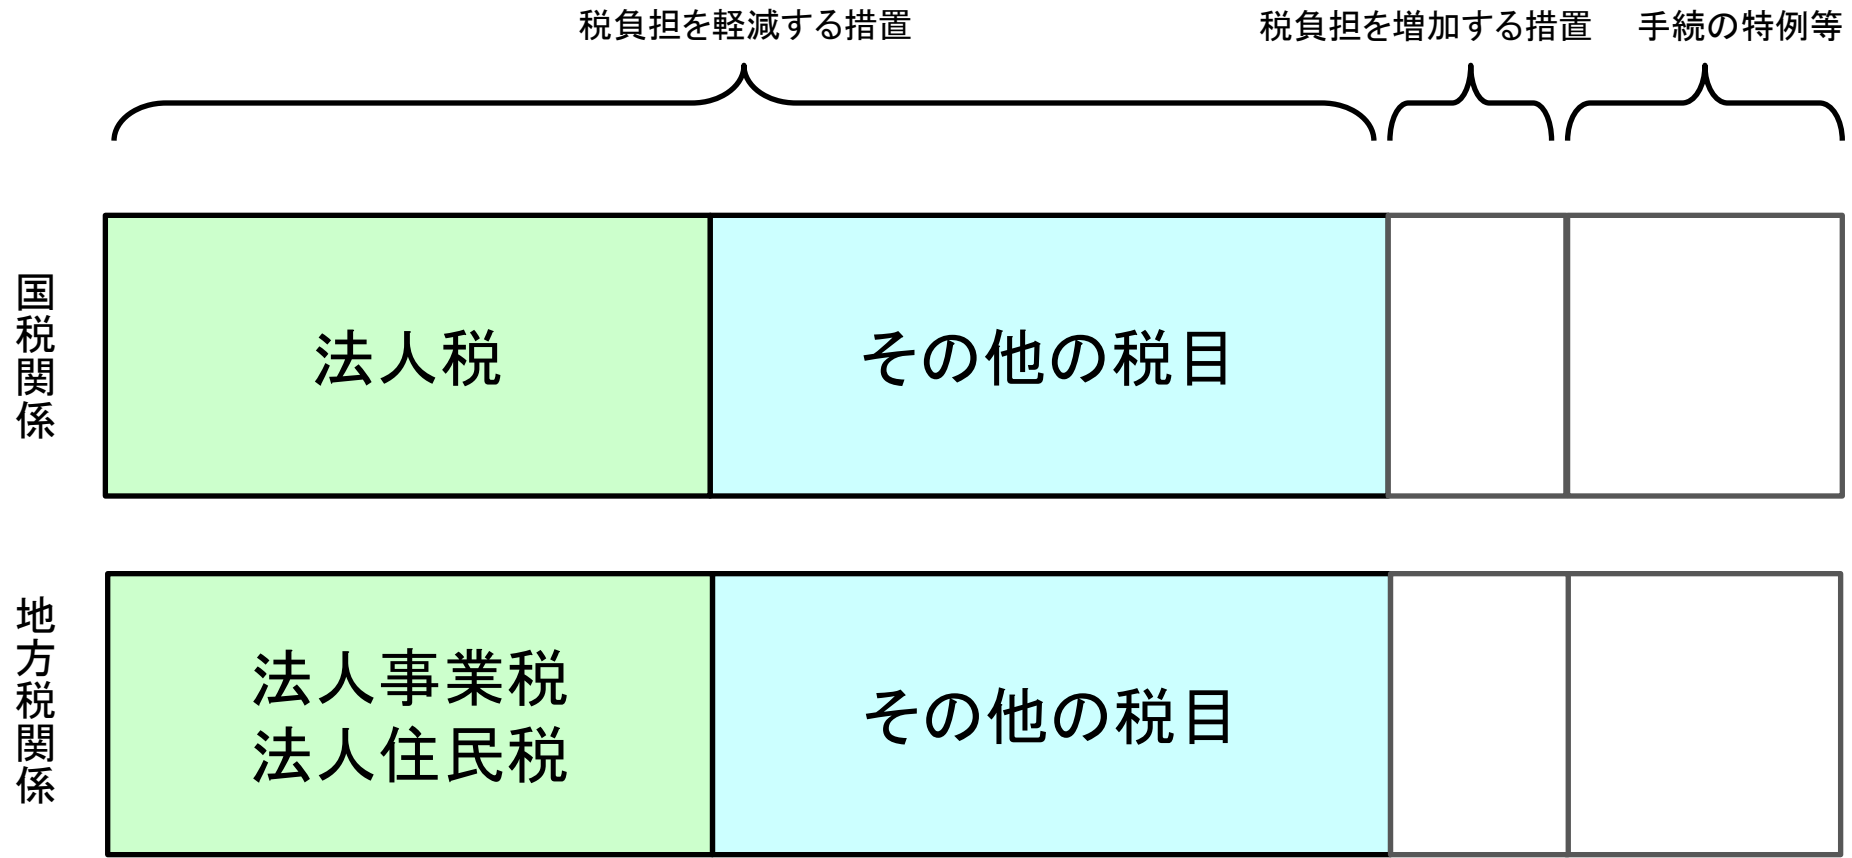 税負担を軽減する措置
税負担を増加する措置
手続の特例等
国税関係
法人税
その他の税目
地方税関係
法人事業税
法人住民税
その他の税目